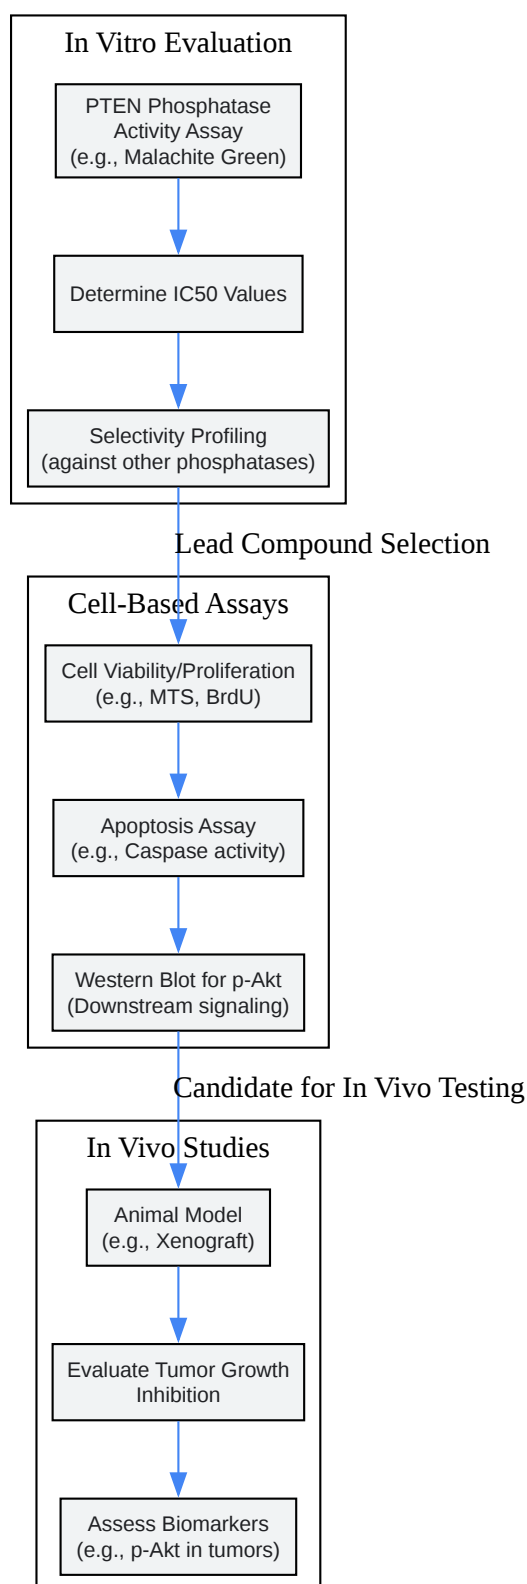 In Vitro Evaluation
PTEN Phosphatase
Activity Assay
(e.g., Malachite Green)
Determine IC50 Values
Selectivity Profiling
(against other phosphatases)
Lead Compound Selection
Cell-Based Assays
Cell Viability/Proliferation
(e.g., MTS, BrdU)
Apoptosis Assay
(e.g., Caspase activity)
Western Blot for p-Akt
(Downstream signaling)
Candidate for In Vivo Testing
In Vivo Studies
Animal Model
(e.g., Xenograft)
Evaluate Tumor Growth
Inhibition
Assess Biomarkers
(e.g., p-Akt in tumors)